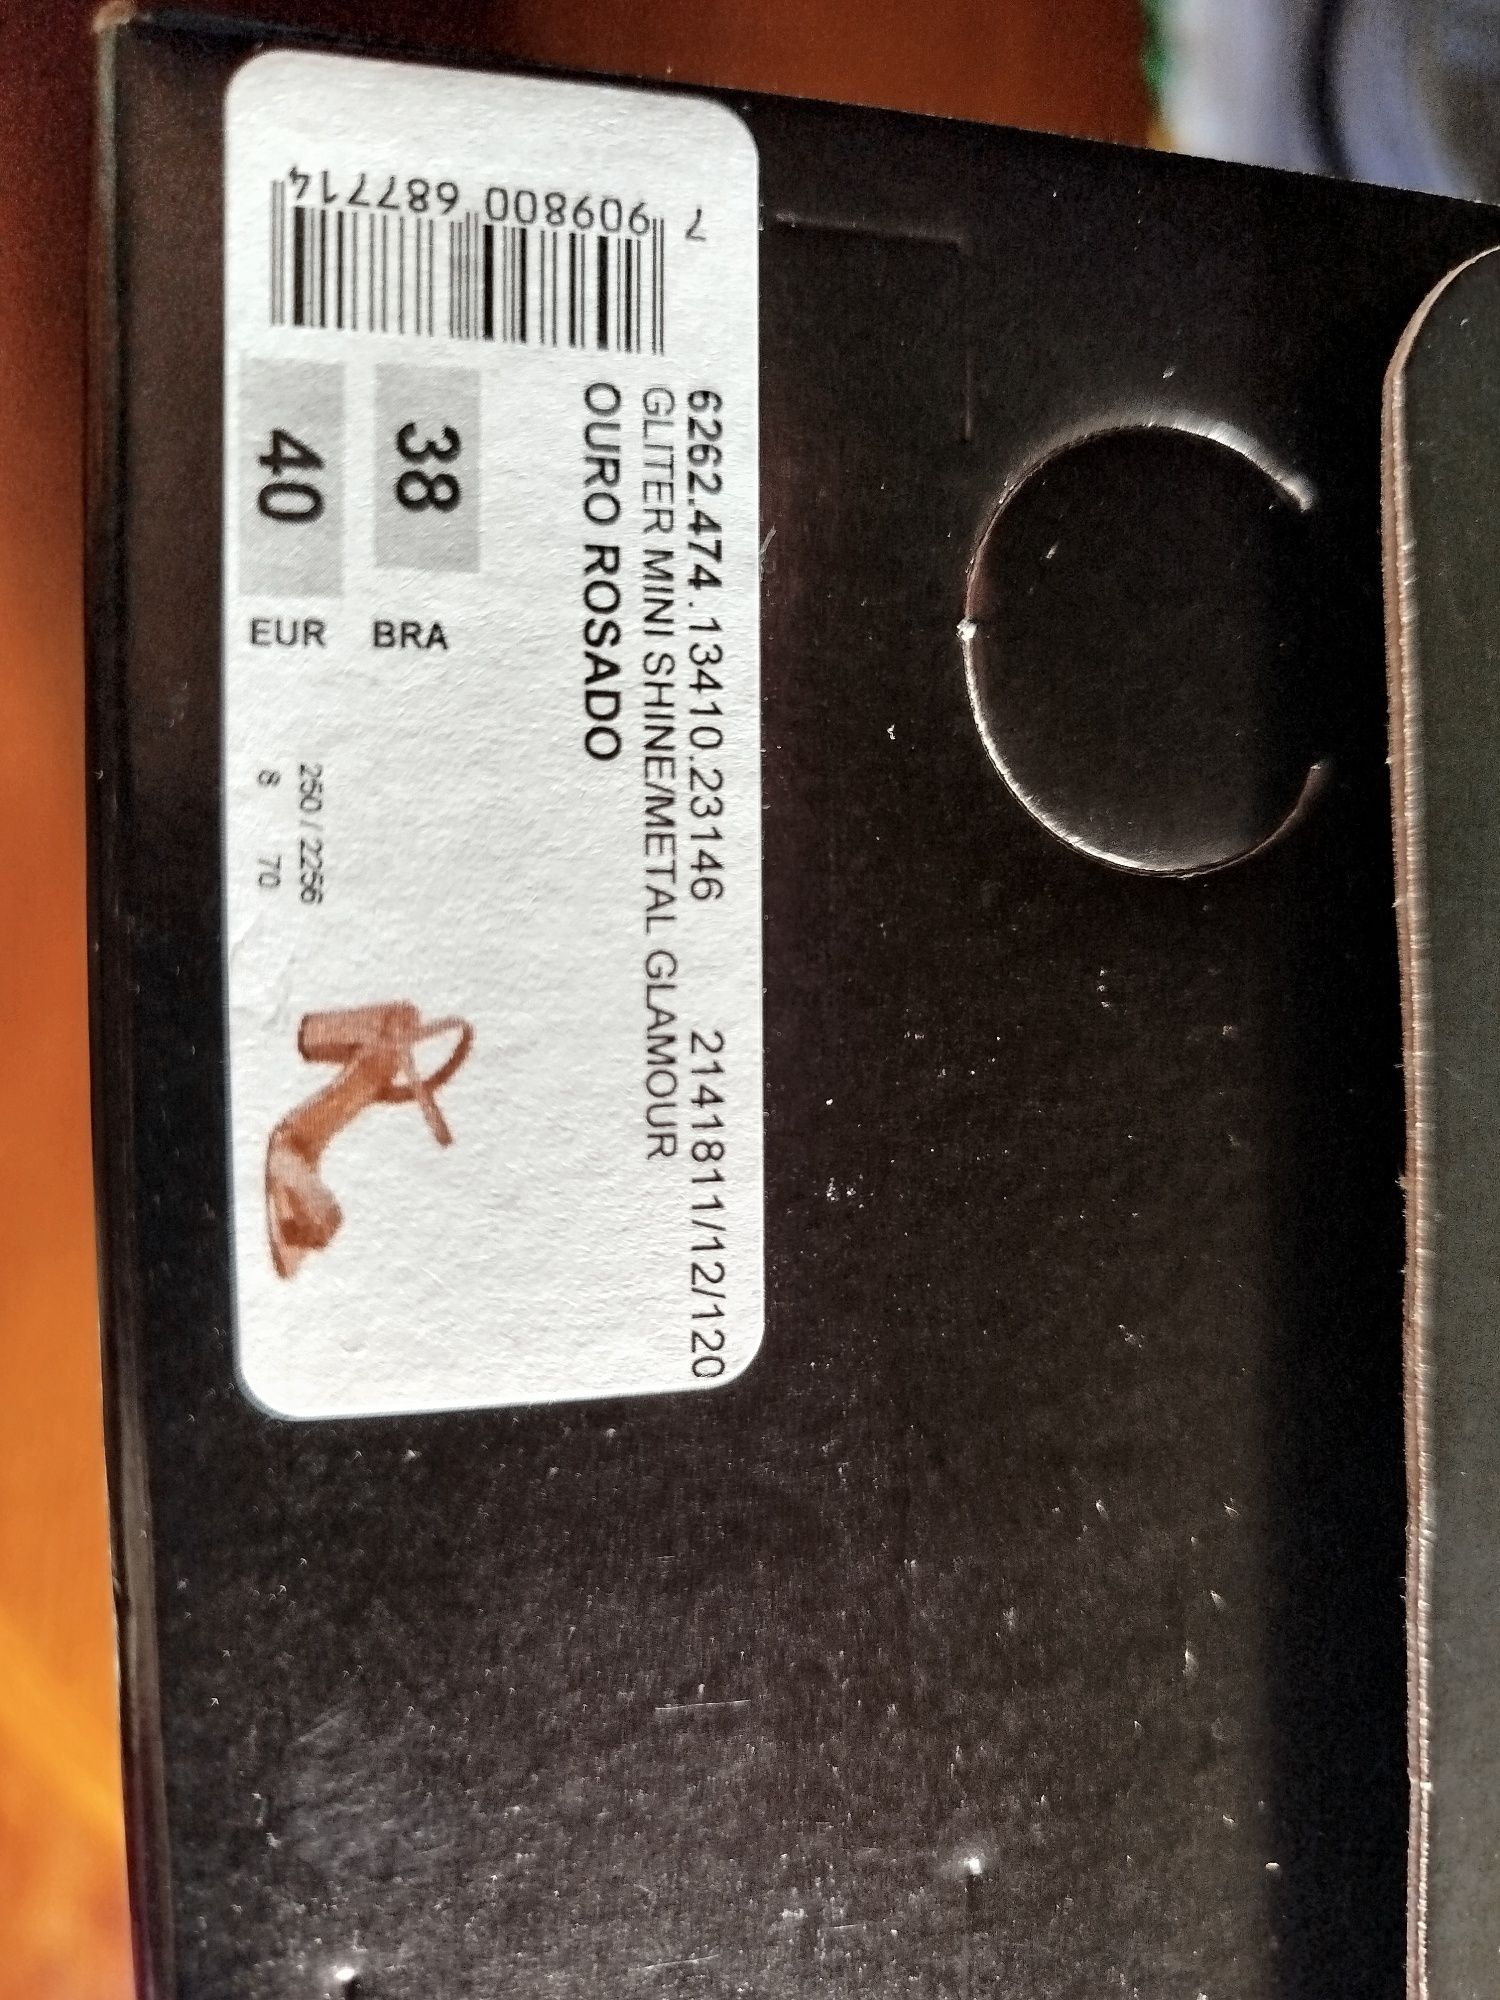 6262.474.13410.23146 2141811/12/120
GLITER MINI SHINE/METAL GLAMOUR
OURO ROSADO
7 909800 687714
38 BRA
40 EUR
250 / 2256
8 70